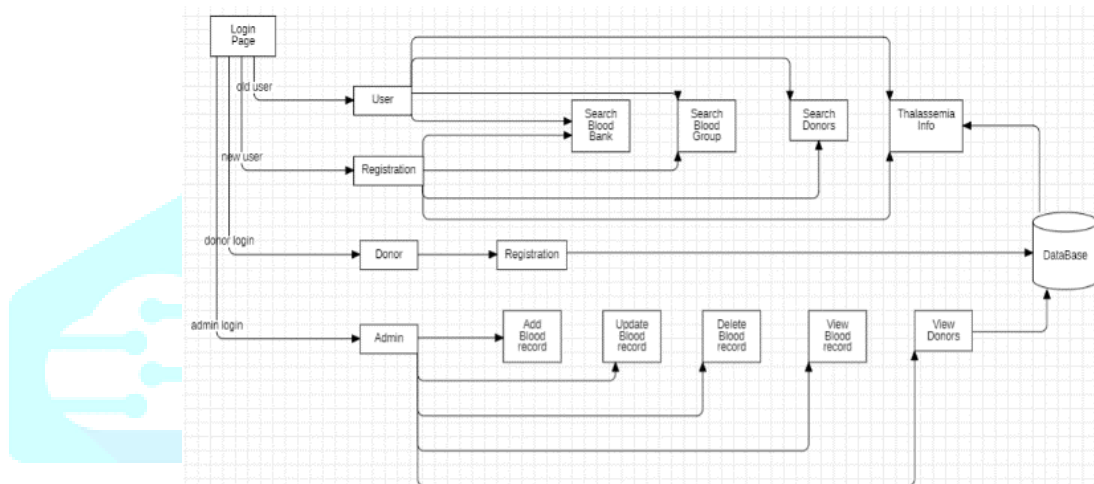 Login
Page
old user
User
Search
Blood
Bank
Search
Blood
Group
Search
Donors
Thalassemia
Info
new user
Registration
donor login
Donor
Registration
DataBase
admin login
Admin
Add
Blood
record
Update
Blood
record
Delete
Blood
record
View
Blood
record
View
Donors